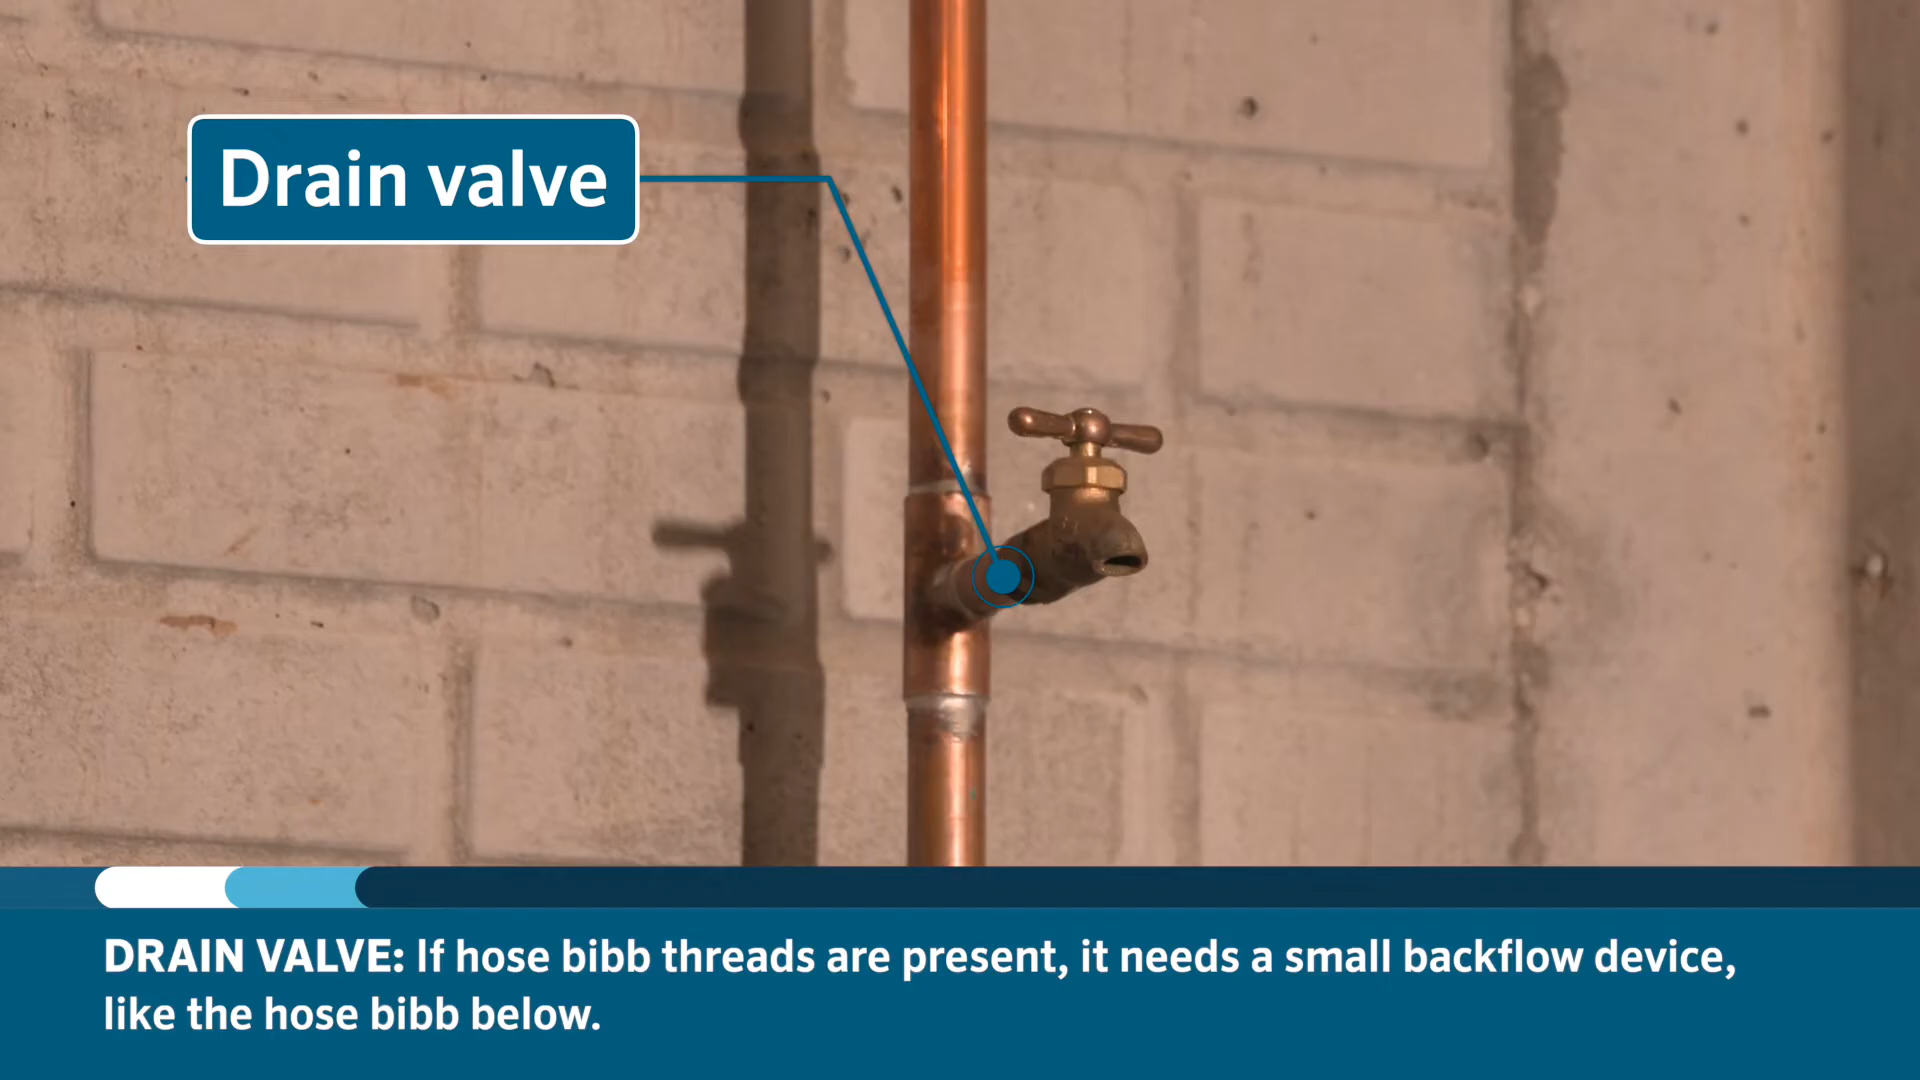 Drain valve
DRAIN VALVE: If hose bibb threads are present, it needs a small backflow device,
like the hose bibb below.